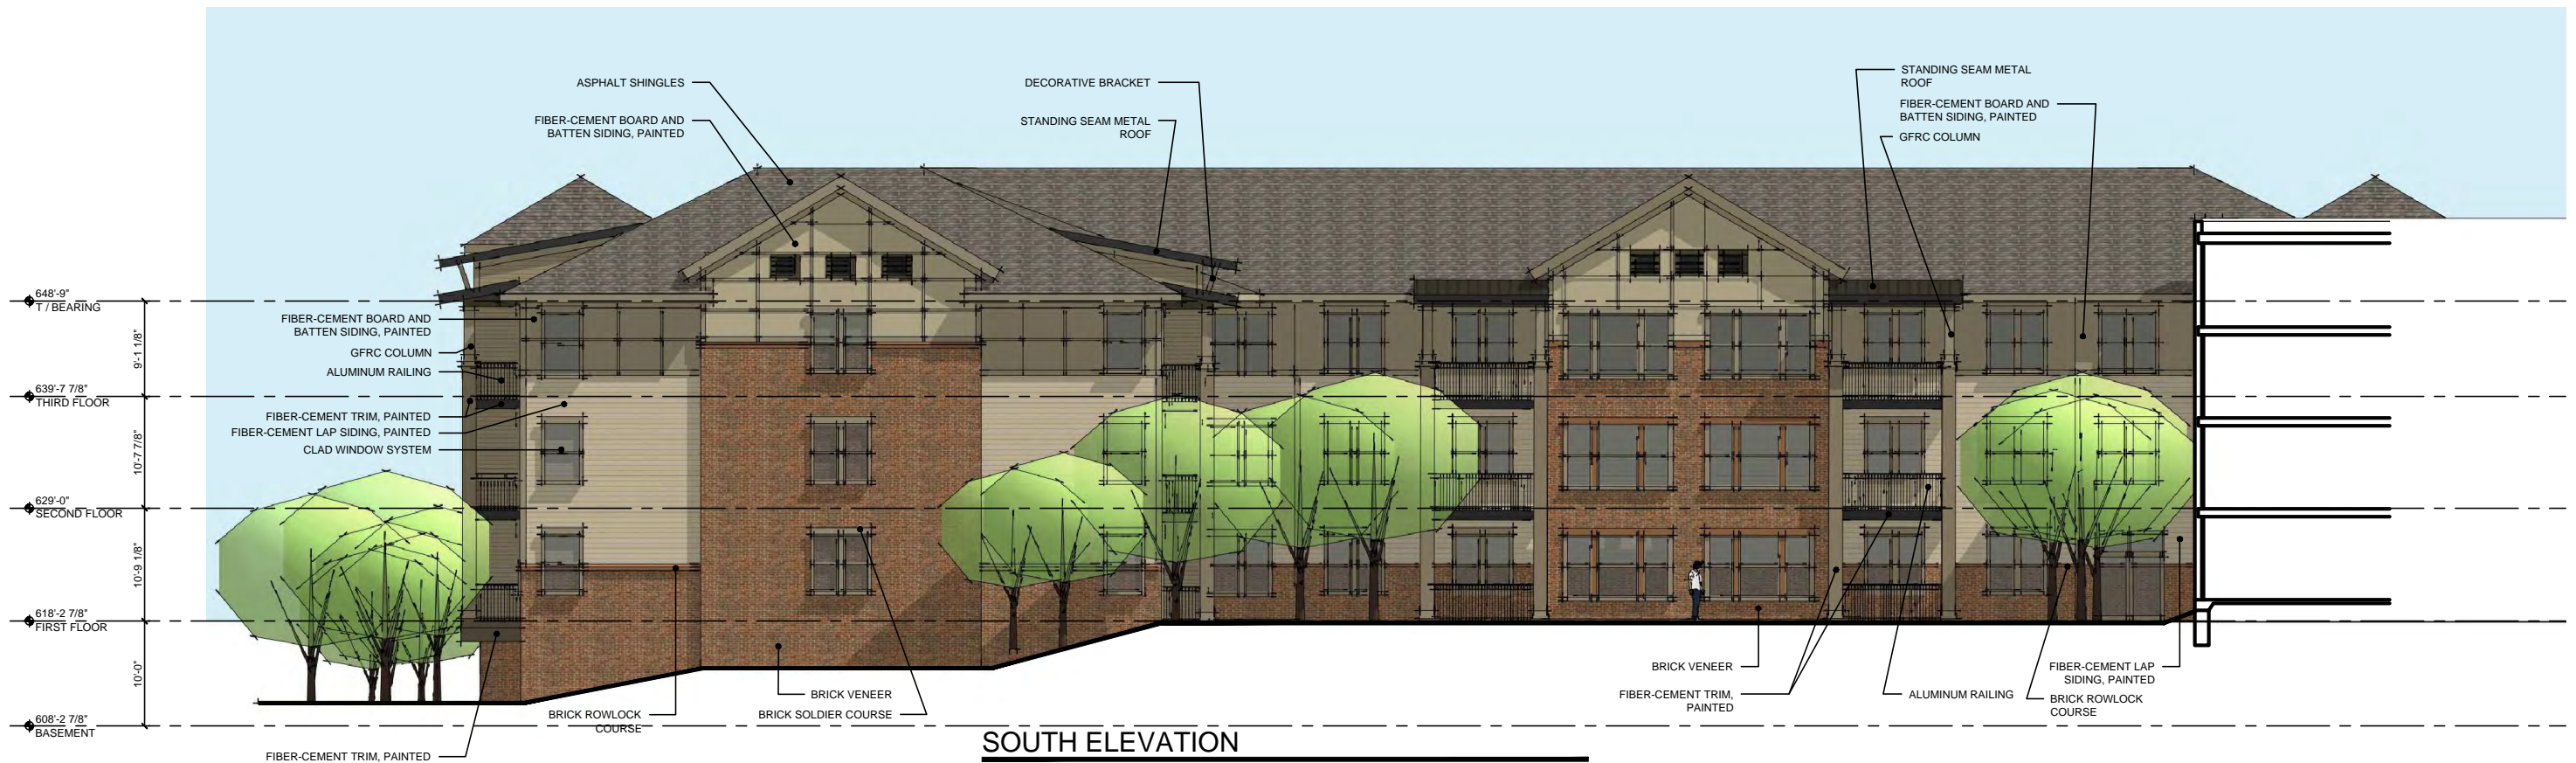 ASPHALT SHINGLES
FIBER-CEMENT BOARD AND
BATTEN SIDING, PAINTED
DECORATIVE BRACKET
STANDING SEAM METAL
ROOF
STANDING SEAM METAL
ROOF
FIBER-CEMENT BOARD AND
BATTEN SIDING, PAINTED
GFRC COLUMN
648'-9"
T / BEARING
9'-1 1/8"
639'-7 7/8"
THIRD FLOOR
10'-7 7/8"
629'-0"
SECOND FLOOR
10'-9 1/8"
618'-2 7/8"
FIRST FLOOR
10'-0"
608'-2 7/8"
BASEMENT
FIBER-CEMENT BOARD AND
BATTEN SIDING, PAINTED
GFRC COLUMN
ALUMINUM RAILING
FIBER-CEMENT TRIM, PAINTED
FIBER-CEMENT LAP SIDING, PAINTED
CLAD WINDOW SYSTEM
FIBER-CEMENT TRIM, PAINTED
BRICK ROWLOCK
COURSE
BRICK VENEER
BRICK SOLDIER COURSE
BRICK VENEER
FIBER-CEMENT TRIM,
PAINTED
ALUMINUM RAILING
FIBER-CEMENT LAP
SIDING, PAINTED
BRICK ROWLOCK
COURSE
SOUTH ELEVATION